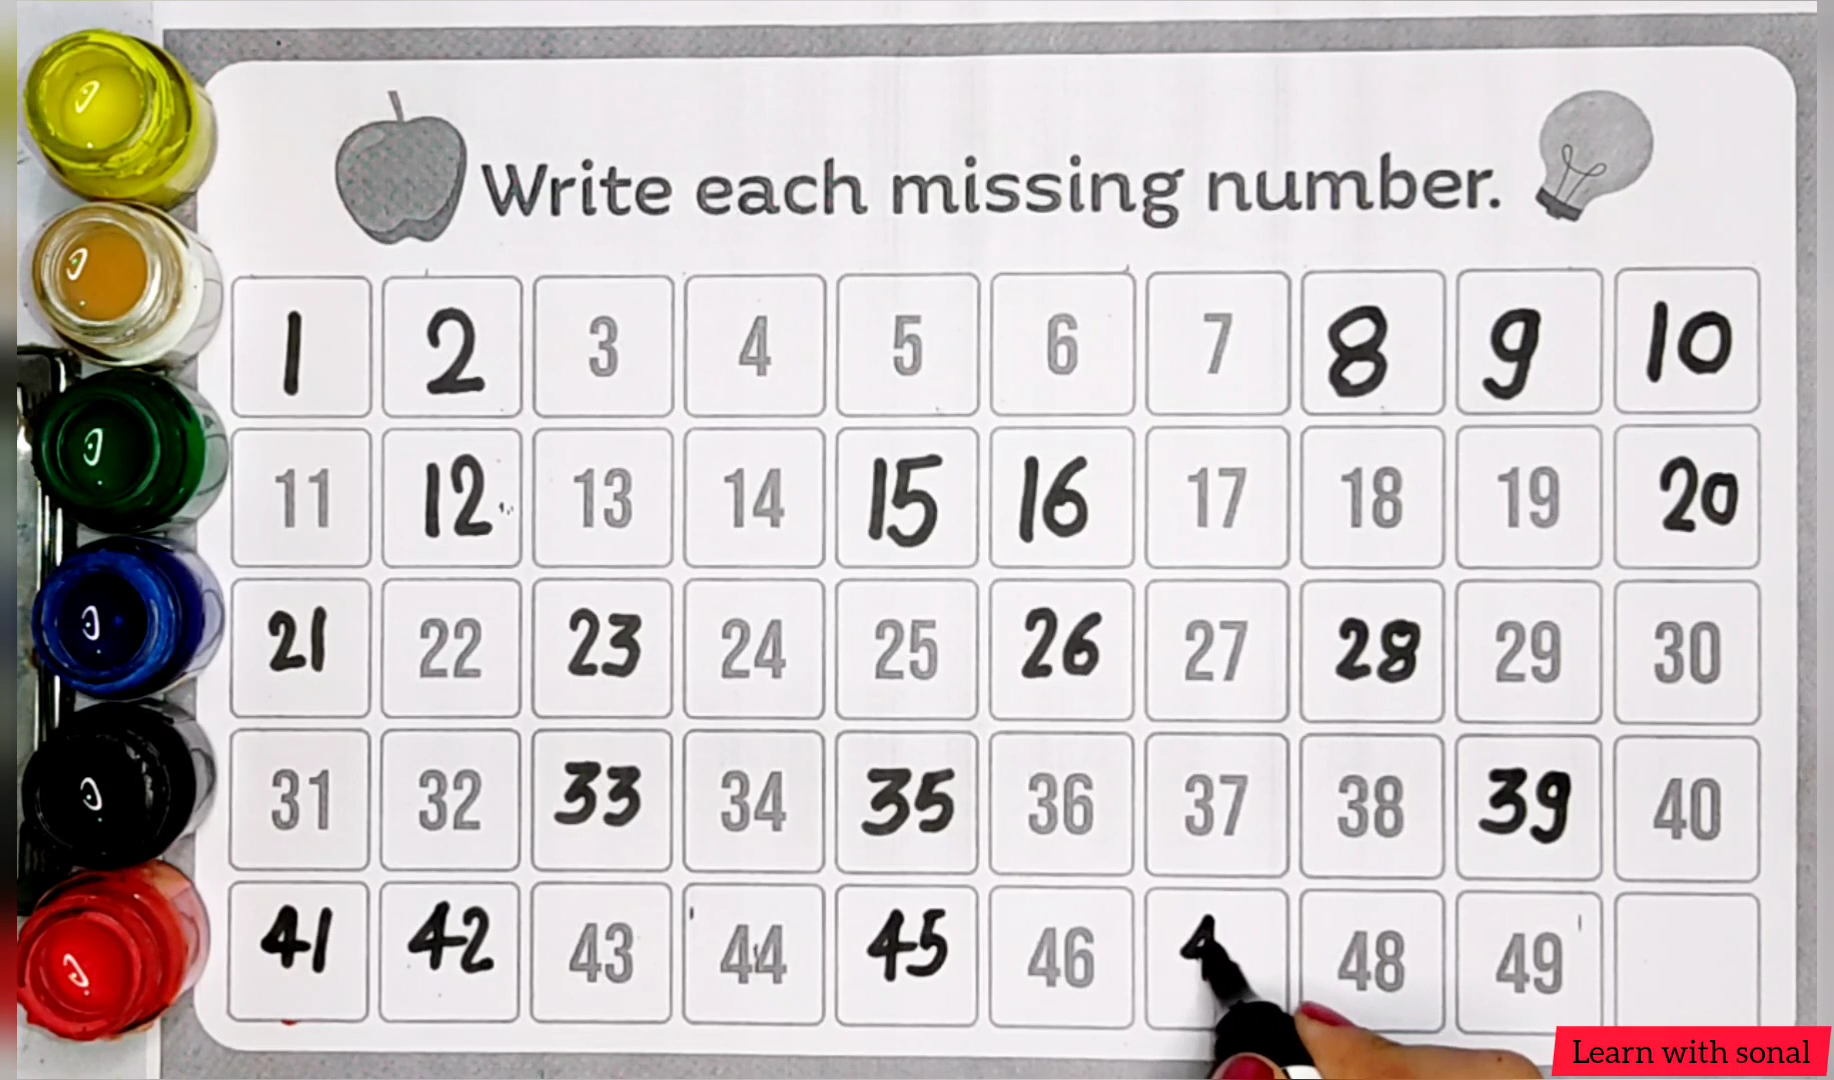 Write each missing number.
1 2 3 4 5 6 7 8 9 10
11 12 13 14 15 16 17 18 19 20
21 22 23 24 25 26 27 28 29 30
31 32 33 34 35 36 37 38 39 40
41 42 43 44 45 46 4 48 49
Learn with sonal